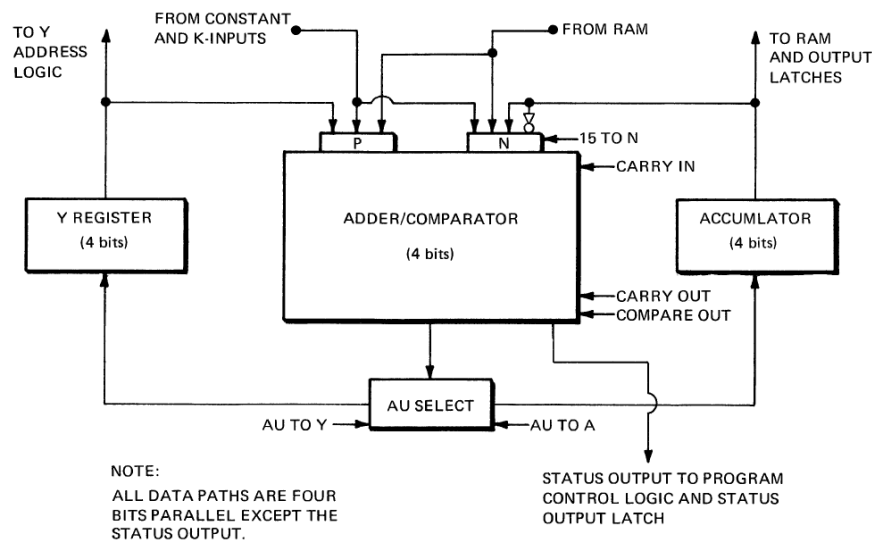 TO Y
ADDRESS
LOGIC
FROM CONSTANT
AND K-INPUTS
FROM RAM
TO RAM
AND OUTPUT
LATCHES
P
N
15 TO N
CARRY IN
Y REGISTER
(4 bits)
ADDER/COMPARATOR
(4 bits)
ACCUMLATOR
(4 bits)
CARRY OUT
COMPARE OUT
AU SELECT
AU TO Y
AU TO A
NOTE:
ALL DATA PATHS ARE FOUR
BITS PARALLEL EXCEPT THE
STATUS OUTPUT.
STATUS OUTPUT TO PROGRAM
CONTROL LOGIC AND STATUS
OUTPUT LATCH